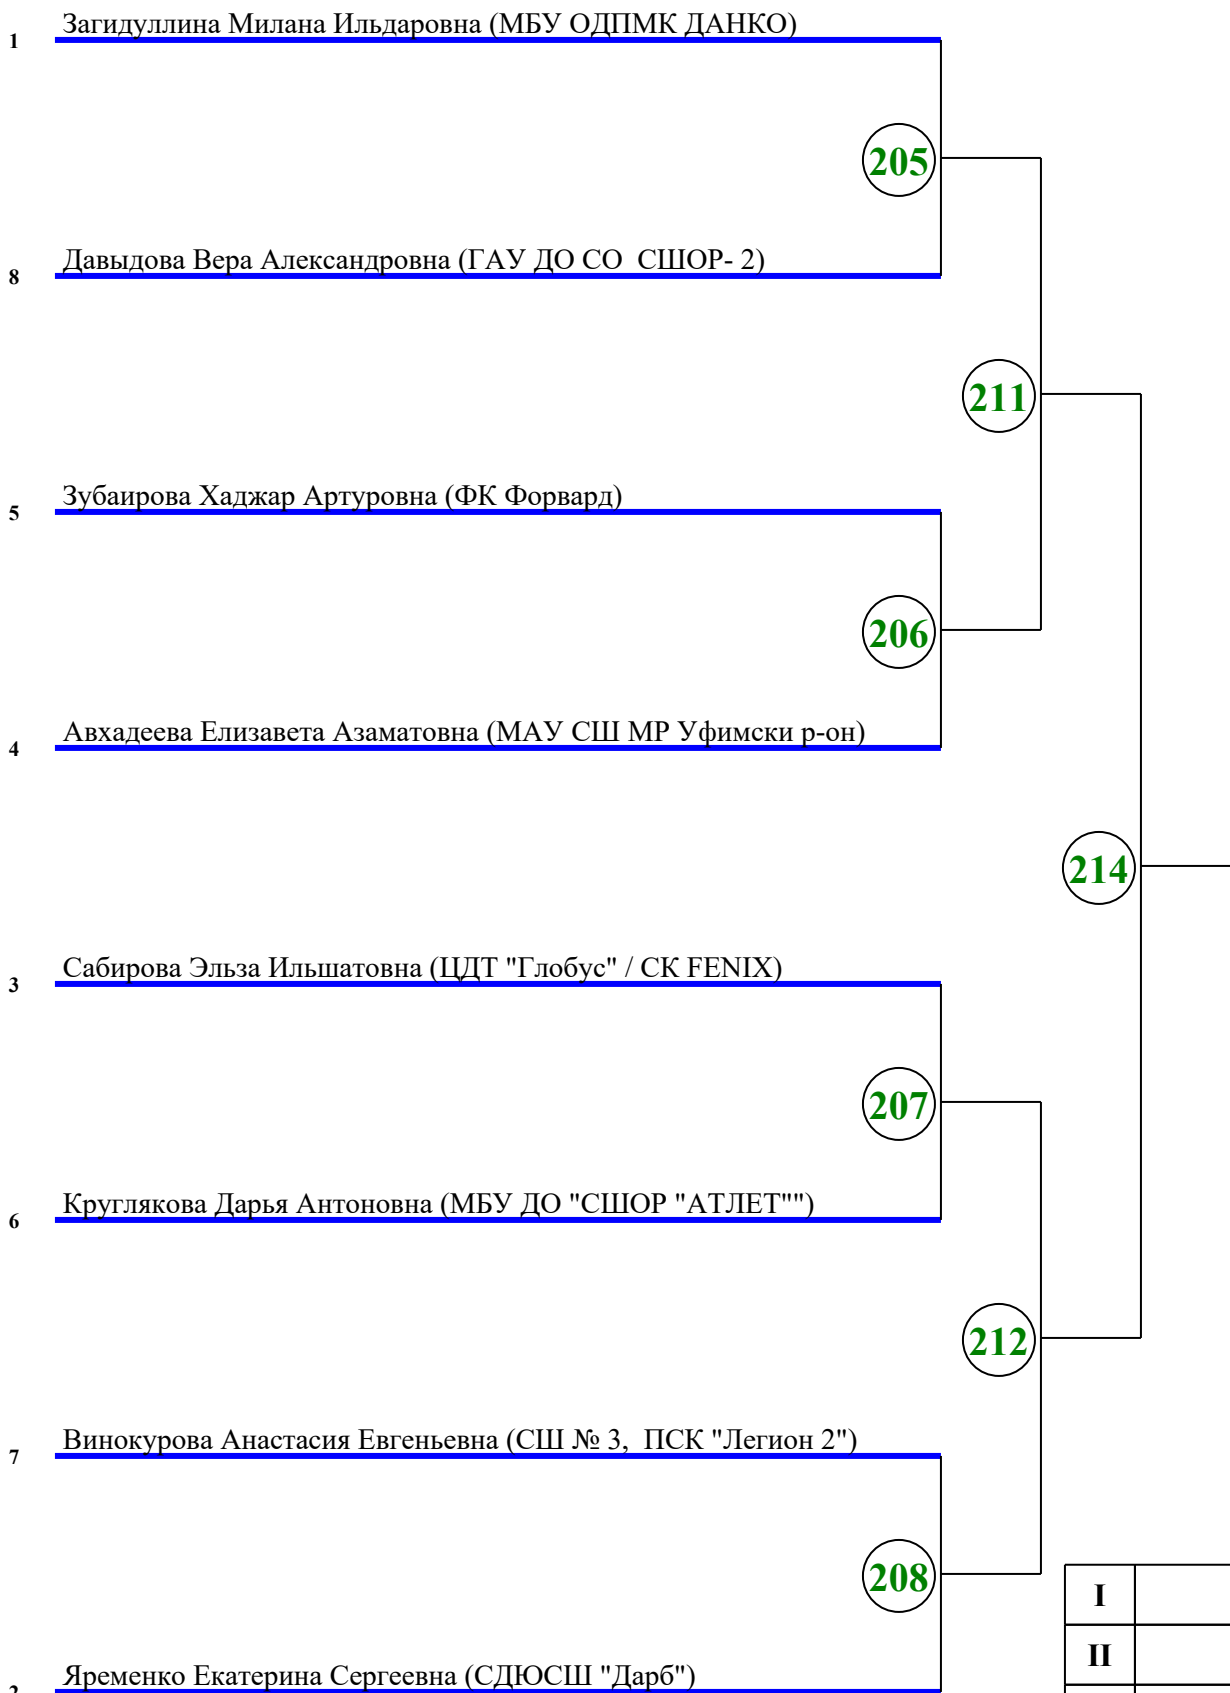 Загидуллина Милана Ильдаровна (МБУ ОДПМК ДАНКО)
1
205
Давыдова Вера Александровна (ГАУ ДО СО  СШОР- 2)
8
211
Зубаирова Хаджар Артуровна (ФК Форвард)
5
206
Авхадеева Елизавета Азаматовна (МАУ СШ МР Уфимски р-он)
4
214
Сабирова Эльза Ильшатовна (ЦДТ "Глобус" / СК FENIX)
3
207
Круглякова Дарья Антоновна (МБУ ДО "СШОР "АТЛЕТ"")
6
212
Винокурова Анастасия Евгеньевна (СШ № 3,  ПСК "Легион 2")
7
208
I
II
Яременко Екатерина Сергеевна (СДЮСШ "Дарб")
2